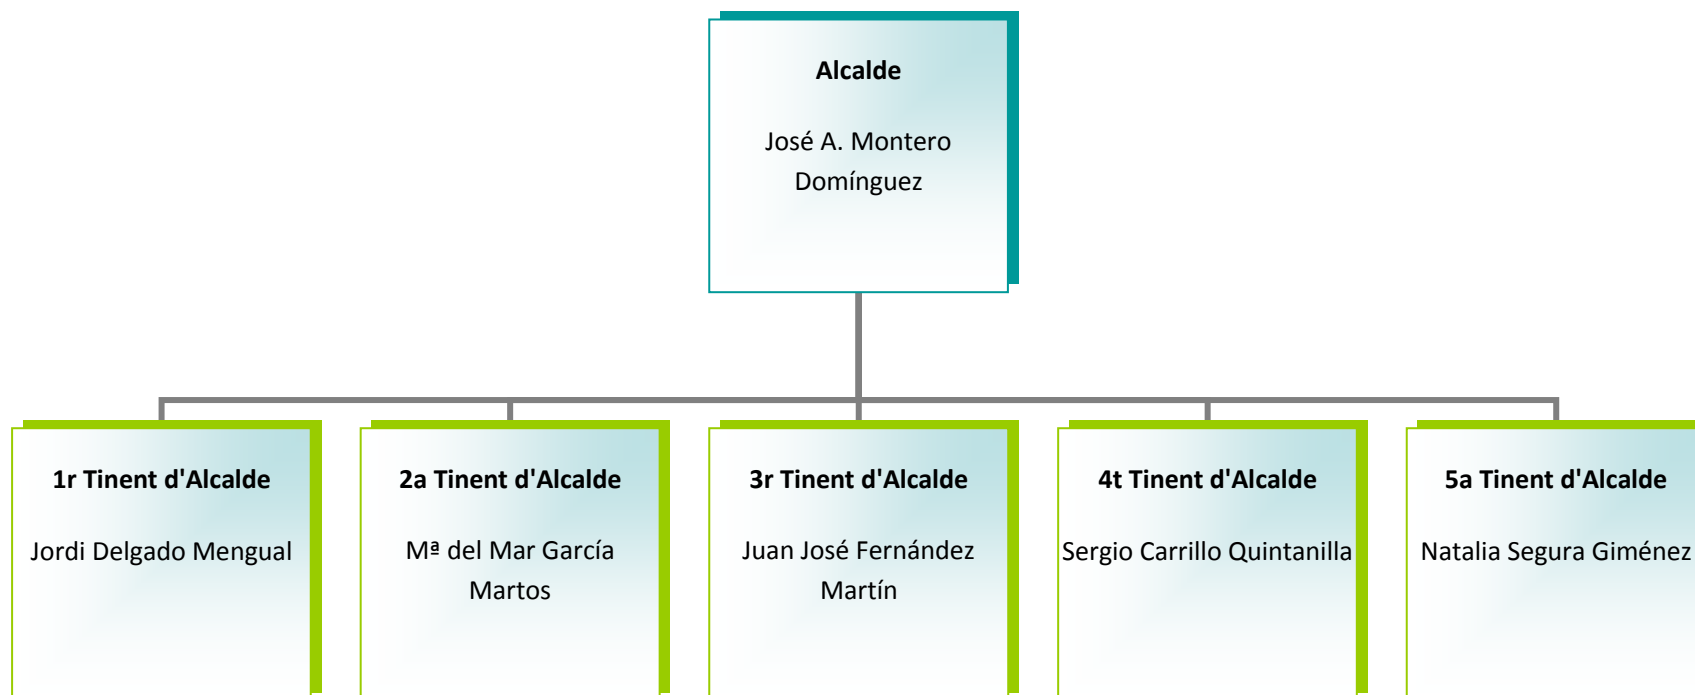 Alcalde
José A. Montero
Domínguez
1r Tinent d'Alcalde
Jordi Delgado Mengual
2a Tinent d'Alcalde
Mª del Mar García
Martos
3r Tinent d'Alcalde
Juan José Fernández
Martín
4t Tinent d'Alcalde
Sergio Carrillo Quintanilla
5a Tinent d'Alcalde
Natalia Segura Giménez